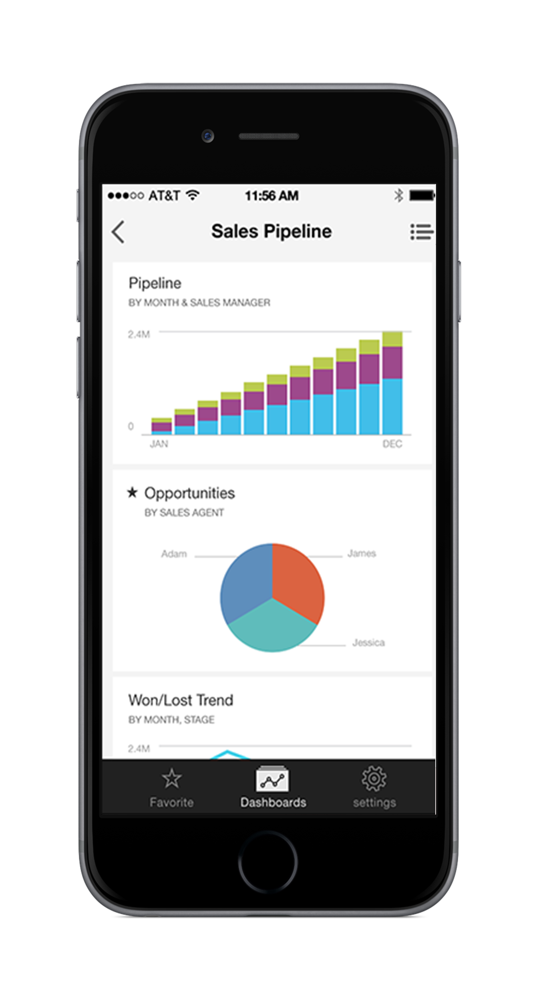 AT&T 11:56 AM
Sales Pipeline
Pipeline
BY MONTH & SALES MANAGER
2.4M
0
JAN DEC
★ Opportunities
BY SALES AGENT
Adam James
Jessica
Won/Lost Trend
BY MONTH, STAGE
2.4M
Favorite Dashboards settings